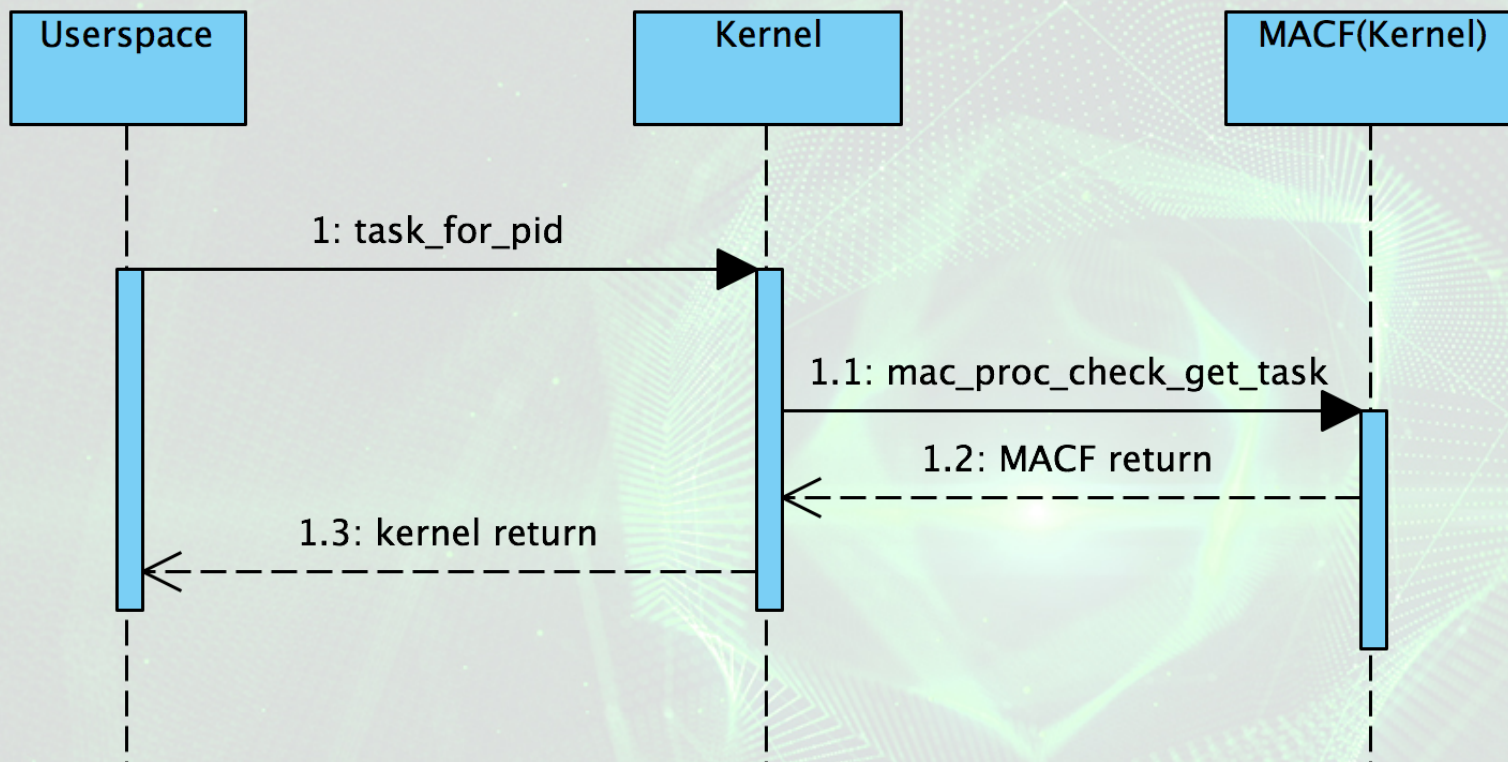 Userspace
Kernel
MACF(Kernel)
1: task_for_pid
1.1: mac_proc_check_get_task
1.2: MACF return
1.3: kernel return